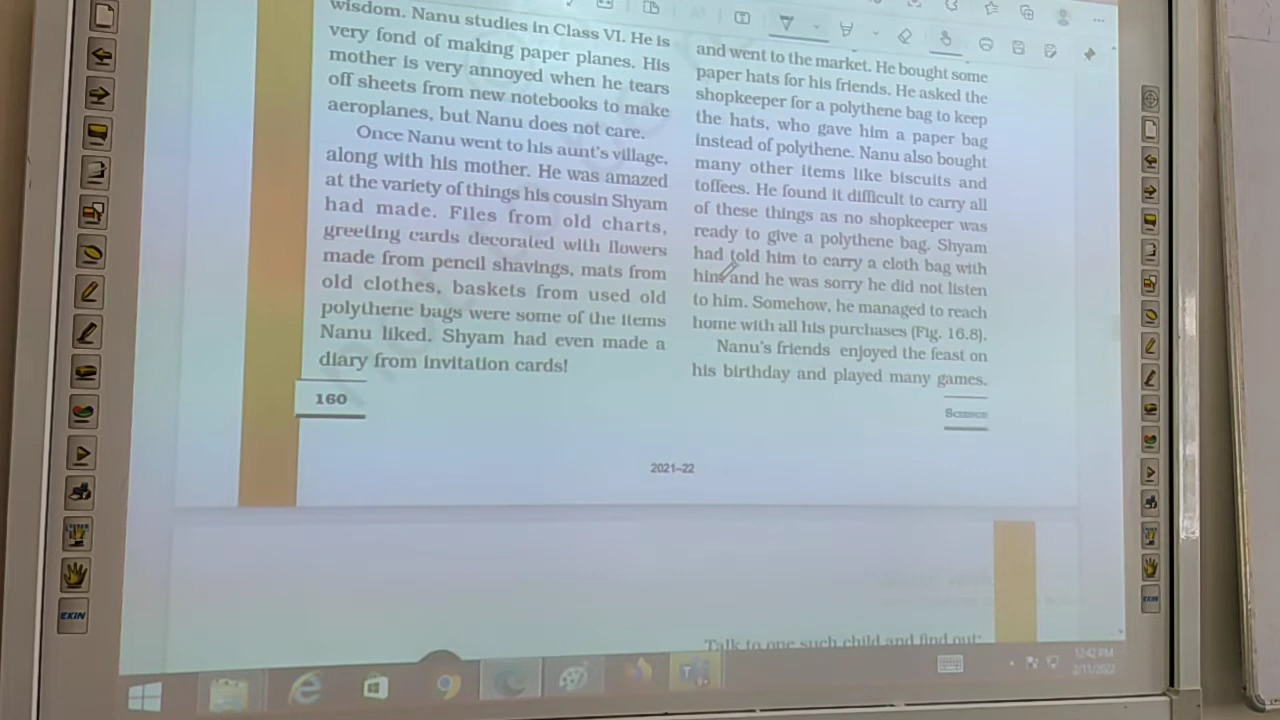 wisdom. Nanu studies in Class VI. He is
very fond of making paper planes. His
mother is very annoyed when he tears
off sheets from new notebooks to make
aeroplanes, but Nanu does not care.
Once Nanu went to his aunt's village,
along with his mother. He was amazed
at the variety of things his cousin Shyam
had made. Files from old charts,
greeting cards decorated with flowers
made from pencil shavings, mats from
old clothes, baskets from used old
polythene bags were some of the items
Nanu liked. Shyam had even made a
diary from invitation cards!
160
and went to the market. He bought some
paper hats for his friends. He asked the
shopkeeper for a polythene bag to keep
the hats, who gave him a paper bag
instead of polythene. Nanu also bought
many other items like biscuits and
toffees. He found it difficult to carry all
of these things as no shopkeeper was
ready to give a polythene bag. Shyam
had told him to carry a cloth bag with
him and he was sorry he did not listen
to him. Somehow, he managed to reach
home with all his purchases (Fig. 16.8).
Nanu's friends enjoyed the feast on
his birthday and played many games.
Science
2021–22
Talk to one such child and find out:
12:42 PM
2/11/2022
EKIN
EKIN